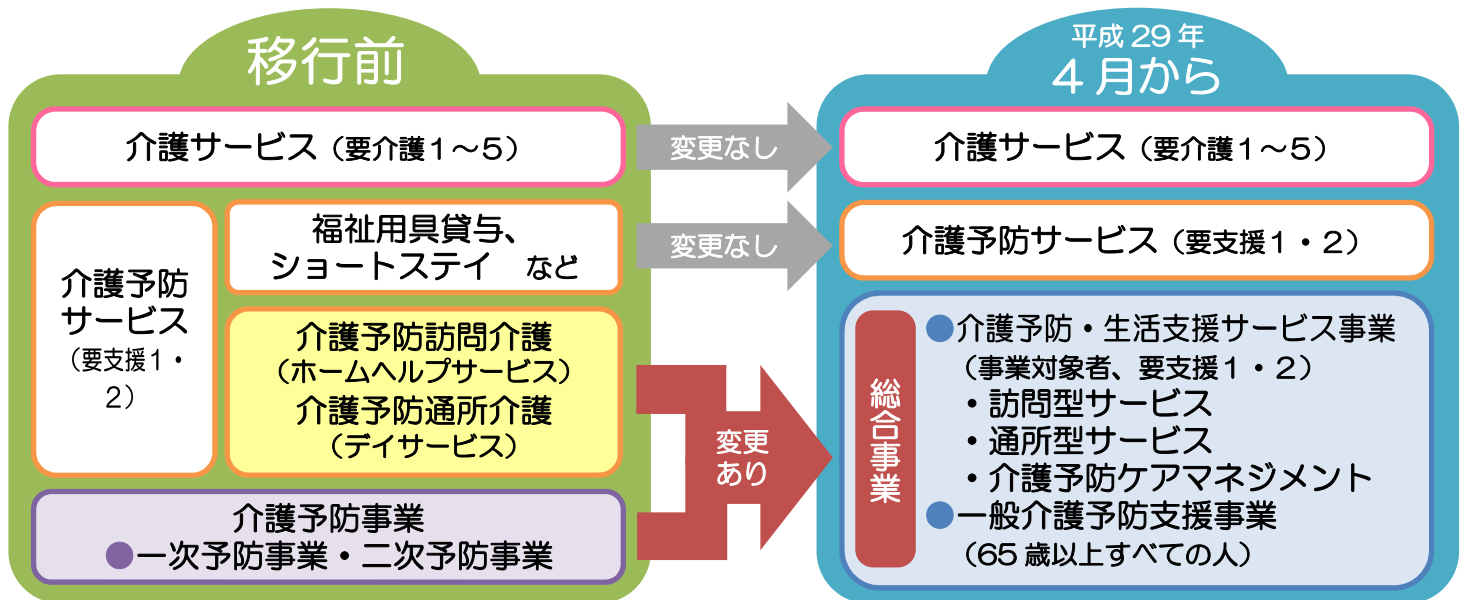 移行前
介護サービス（要介護１～５）
介護予防
サービス
（要支援１・
２）
福祉用具貸与、
ショートステイ　など
介護予防訪問介護
（ホームヘルプサービス）
介護予防通所介護
（デイサービス）
介護予防事業
●一次予防事業・二次予防事業
変更なし
変更なし
変更
あり
平成 29 年
４月から
介護サービス（要介護１～５）
介護予防サービス（要支援１・２）
総合事業
●介護予防・生活支援サービス事業
（事業対象者、要支援１・２）
・訪問型サービス
・通所型サービス
・介護予防ケアマネジメント
●一般介護予防支援事業
（65 歳以上すべての人）